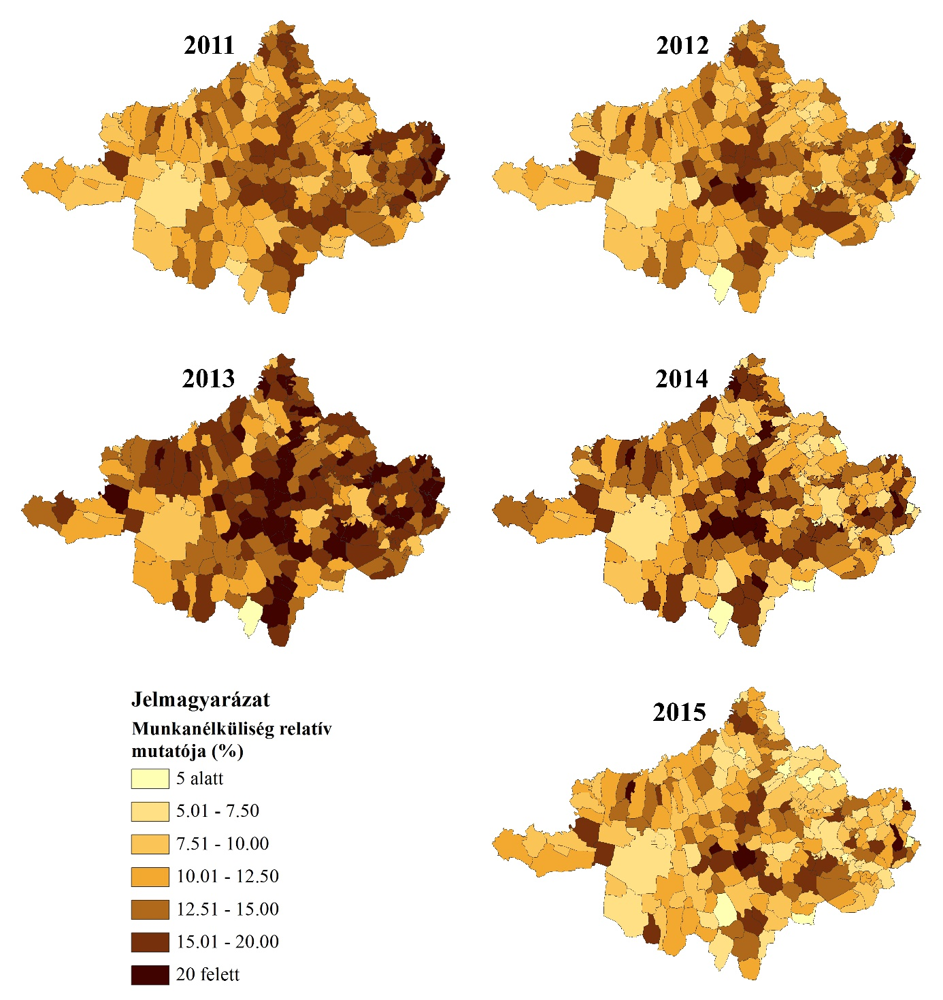 2011
2012
2013
2014
2015
Jelmagyarázat
Munkanélküliség relatív
mutatója (%)
5 alatt
5.01 - 7.50
7.51 - 10.00
10.01 - 12.50
12.51 - 15.00
15.01 - 20.00
20 felett